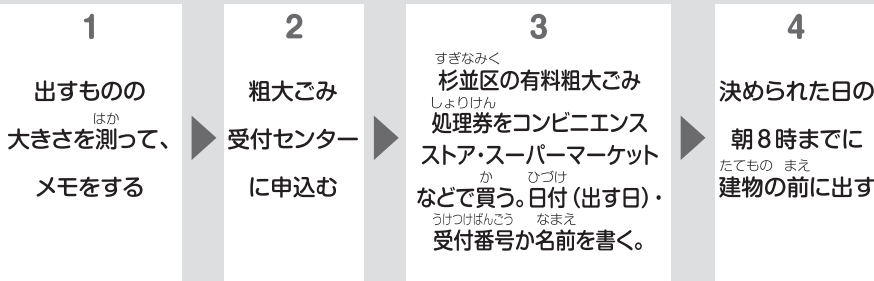 1
出すものの
はか
大きさを測って、
メモをする
2
粗大ごみ
受付センター
に申込む
3
すぎなみく
杉並区の有料粗大ごみ
しょりけん
処理券をコンビニエンス
ストア・スーパーマーケット
か ひづけ
などで買う。日付（出す日）・
うけつけばんごう なまえ
受付番号か名前を書く。
4
決められた日の
朝8時までに
たてもの まえ
建物の前に出す